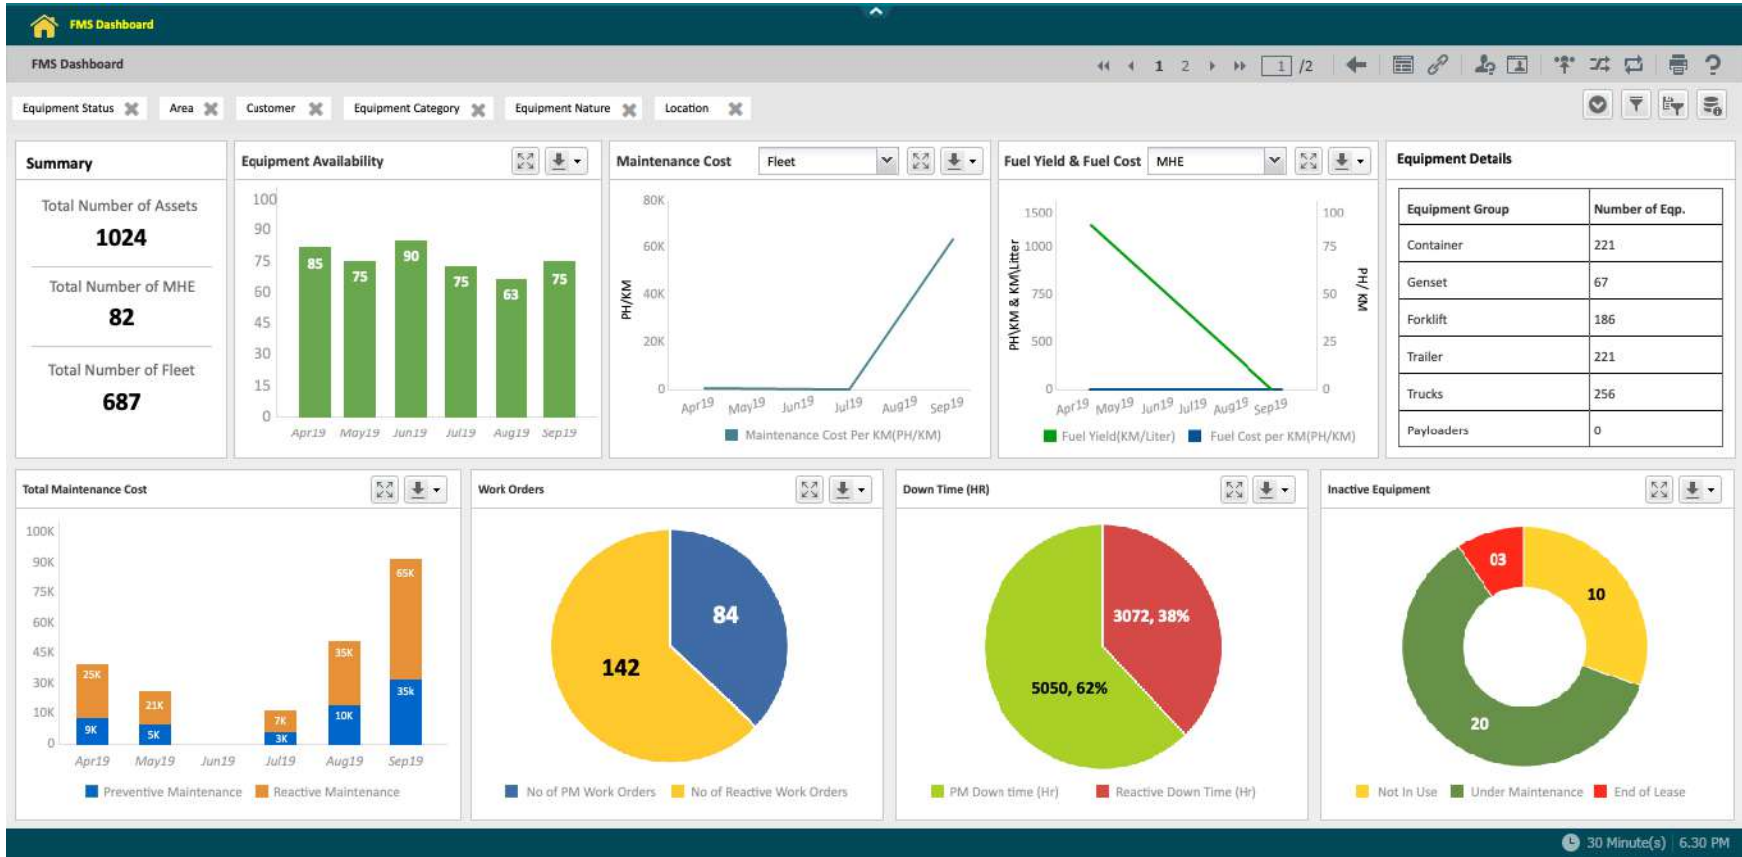 FMS Dashboard
FMS Dashboard
1 2 1 /2
Equipment Status Area Customer Equipment Category Equipment Nature Location
Summary
Total Number of Assets
1024
Total Number of MHE
82
Total Number of Fleet
687
Equipment Availability
100
90
75
60
45
30
15
0
85 75 90 75 63 75
Apr19 May19 Jun19 Jul19 Aug19 Sep19
Maintenance Cost Fleet
PH/KM
80K
60K
40K
20K
0
Apr19 May19 Jun19 Jul19 Aug19 Sep19
Maintenance Cost Per KM(PH/KM)
Fuel Yield & Fuel Cost MHE
PH\KM & KM\Litter
1500
1000
750
500
0
100
75
50
25
0
PH/ KM
Apr19 May19 Jun19 Jul19 Aug19 Sep19
Fuel Yield(KM/Liter) Fuel Cost per KM(PH/KM)
Equipment Details
Equipment Group Number of Eqp.
Container 221
Genset 67
Forklift 186
Trailer 221
Trucks 256
Payloaders 0
Total Maintenance Cost
100K
90K
75K
60K
45K
30K
10K
0
25K 9K
21K 5K
7K 3K
35K 10K
65K 35k
Apr19 May19 Jun19 Jul19 Aug19 Sep19
Preventive Maintenance Reactive Maintenance
Work Orders
84
142
No of PM Work Orders No of Reactive Work Orders
Down Time (HR)
3072, 38%
5050, 62%
PM Down time (Hr) Reactive Down Time (Hr)
Inactive Equipment
03
10
20
Not In Use Under Maintenance End of Lease
30 Minute(s) 6.30 PM